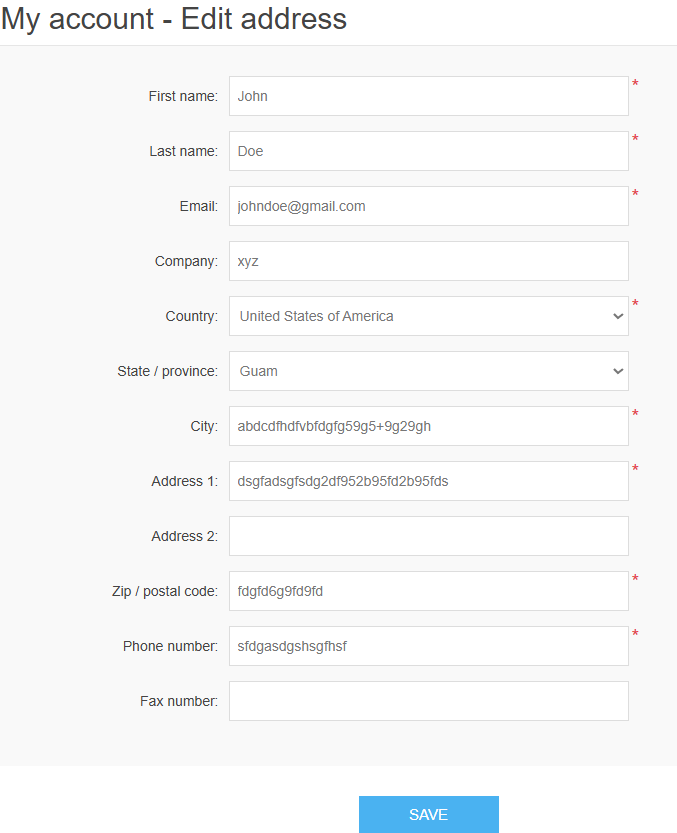 My account - Edit address
First name: John *
Last name: Doe *
Email: johndoe@gmail.com *
Company: xyz
Country: United States of America *
State / province: Guam
City: abdcdfhdfvbfdgfg59g5+9g29gh *
Address 1: dsgfadsgfsdg2df952b95fd2b95fds *
Address 2:
Zip / postal code: fdgfd6g9fd9fd *
Phone number: sfdgasdgshsgfhsf *
Fax number:
SAVE